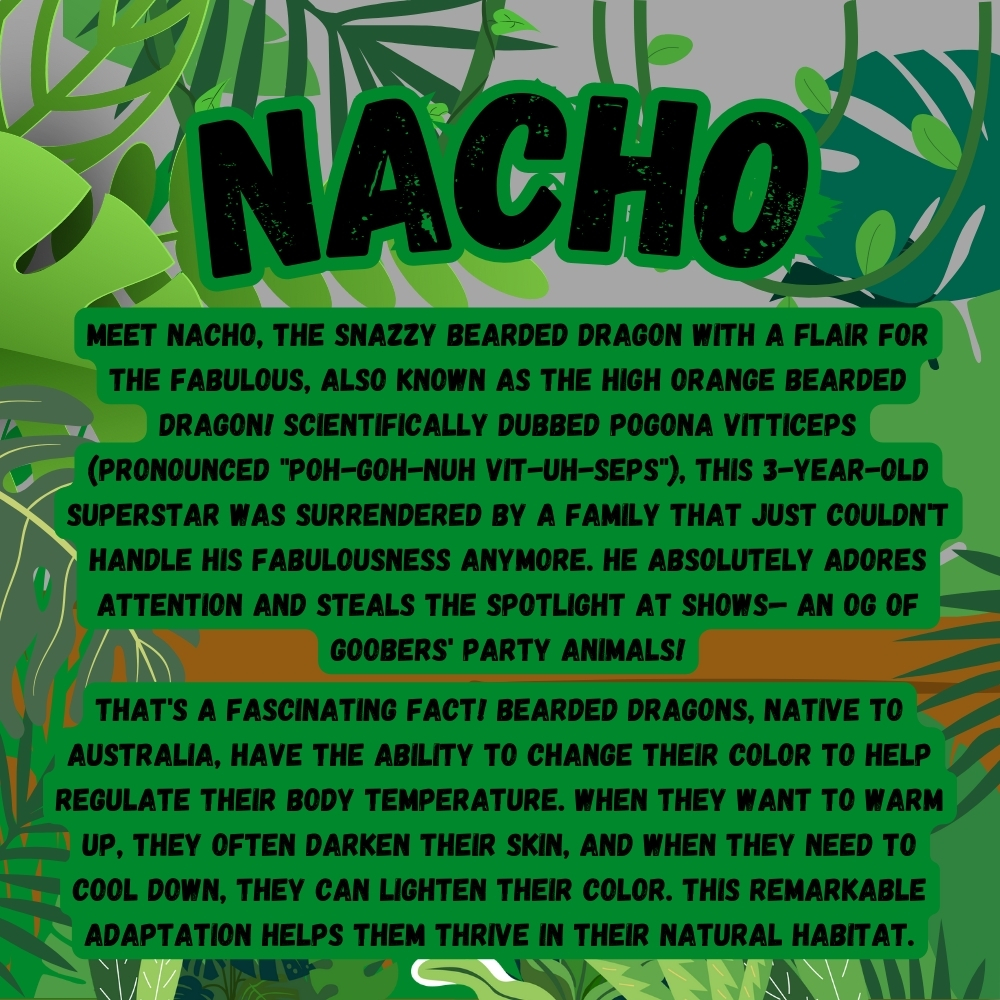 NACHO
MEET NACHO, THE SNAZZY BEARDED DRAGON WITH A FLAIR FOR
THE FABULOUS, ALSO KNOWN AS THE HIGH ORANGE BEARDED
DRAGON! SCIENTIFICALLY DUBBED POGONA VITTICEPS
(PRONOUNCED "POH-GOH-NUH VIT-UH-SEPS"), THIS 3-YEAR-OLD
SUPERSTAR WAS SURRENDERED BY A FAMILY THAT JUST COULDN'T
HANDLE HIS FABULOUSNESS ANYMORE. HE ABSOLUTELY ADORES
ATTENTION AND STEALS THE SPOTLIGHT AT SHOWS— AN OG OF
GOOBERS' PARTY ANIMALS!
THAT'S A FASCINATING FACT! BEARDED DRAGONS, NATIVE TO
AUSTRALIA, HAVE THE ABILITY TO CHANGE THEIR COLOR TO HELP
REGULATE THEIR BODY TEMPERATURE. WHEN THEY WANT TO WARM
UP, THEY OFTEN DARKEN THEIR SKIN, AND WHEN THEY NEED TO
COOL DOWN, THEY CAN LIGHTEN THEIR COLOR. THIS REMARKABLE
ADAPTATION HELPS THEM THRIVE IN THEIR NATURAL HABITAT.